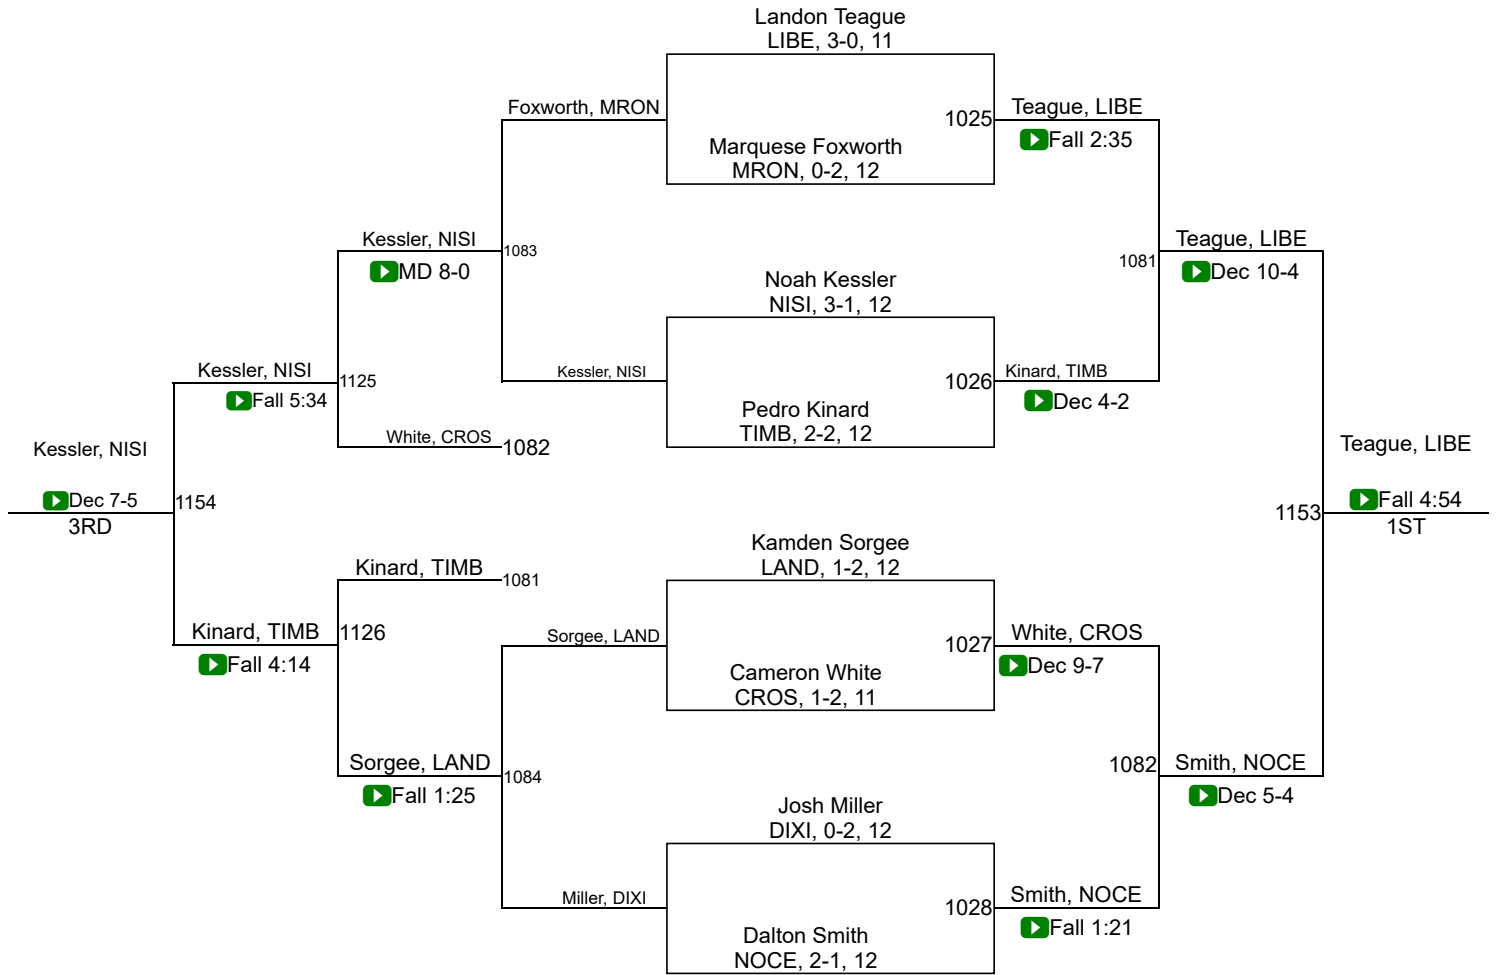 Landon Teague
LIBE, 3-0, 11
Foxworth, MRON
1025
Teague, LIBE
Fall 2:35
Marquese Foxworth
MRON, 0-2, 12
Kessler, NISI
MD 8-0
1083
1081
Teague, LIBE
Dec 10-4
Noah Kessler
NISI, 3-1, 12
Kessler, NISI
Fall 5:34
1125
Kessler, NISI
1026
Kinard, TIMB
Dec 4-2
Pedro Kinard
TIMB, 2-2, 12
White, CROS
1082
Kessler, NISI
Dec 7-5
3RD
1154
Teague, LIBE
1153
Fall 4:54
1ST
Kamden Sorgee
LAND, 1-2, 12
Kinard, TIMB
1081
Kinard, TIMB
Fall 4:14
1126
Sorgee, LAND
1027
White, CROS
Dec 9-7
Cameron White
CROS, 1-2, 11
Sorgee, LAND
Fall 1:25
1084
1082
Smith, NOCE
Dec 5-4
Josh Miller
DIXI, 0-2, 12
Miller, DIXI
1028
Smith, NOCE
Fall 1:21
Dalton Smith
NOCE, 2-1, 12